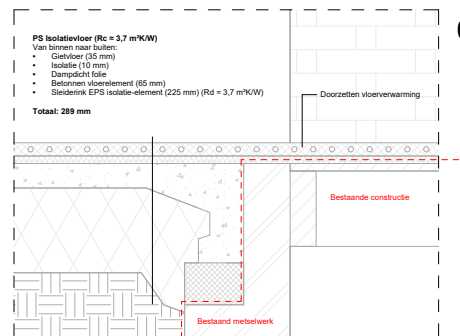 PS Isolatievloer (Rc ≈ 3,7 m²K/W)
Van binnen naar buiten:
• Gietvloer (35 mm)
• Isolatie (10 mm)
• Dampdicht folie
• Betonnen vloerelement (65 mm)
• Sleiderink EPS isolatie-element (225 mm) (Rd = 3,7 m²K/W)
Totaal: 289 mm
Doorzetten vloerverwarming
Bestaande constructie
Bestaand metselwerk